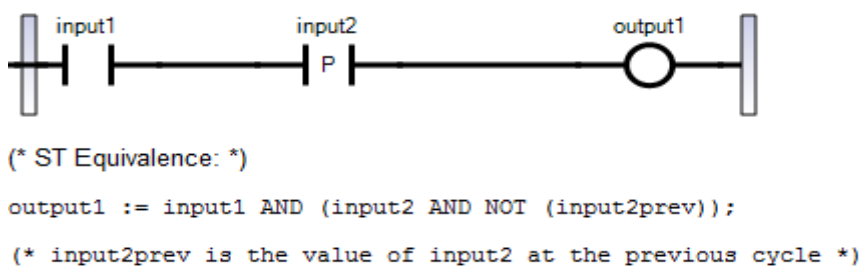 input1 input2 output1
P
(* ST Equivalence: *)
output1 := input1 AND (input2 AND NOT (input2prev));
(* input2prev is the value of input2 at the previous cycle *)